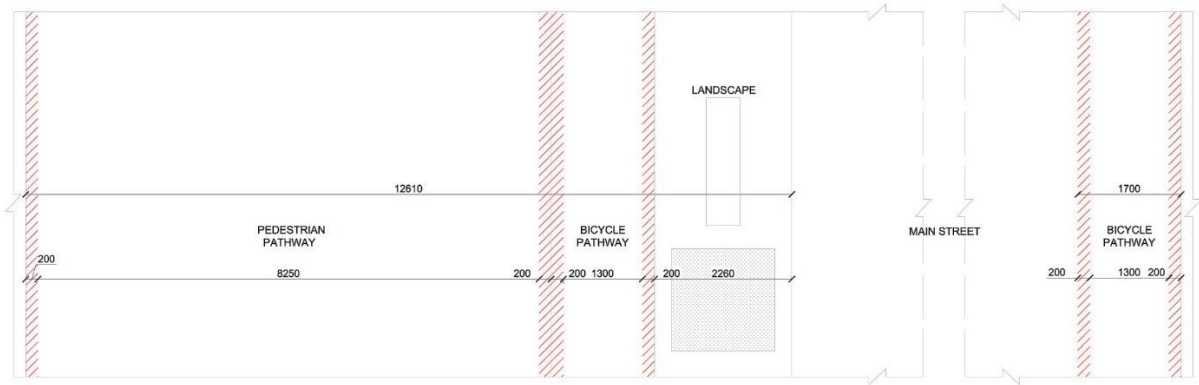 LANDSCAPE
12610
1700
PEDESTRIAN
PATHWAY
BICYCLE
PATHWAY
MAIN STREET
BICYCLE
PATHWAY
200
8250
200
200
1300
200
2260
200
1300
200